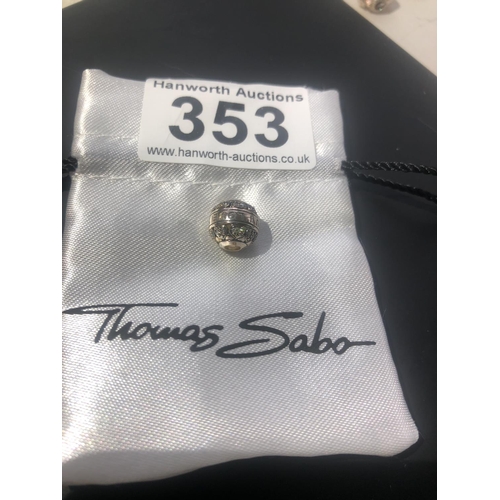 Hanworth Auctions
353
www.hanworth-auctions.co.uk
Thomas Sabo